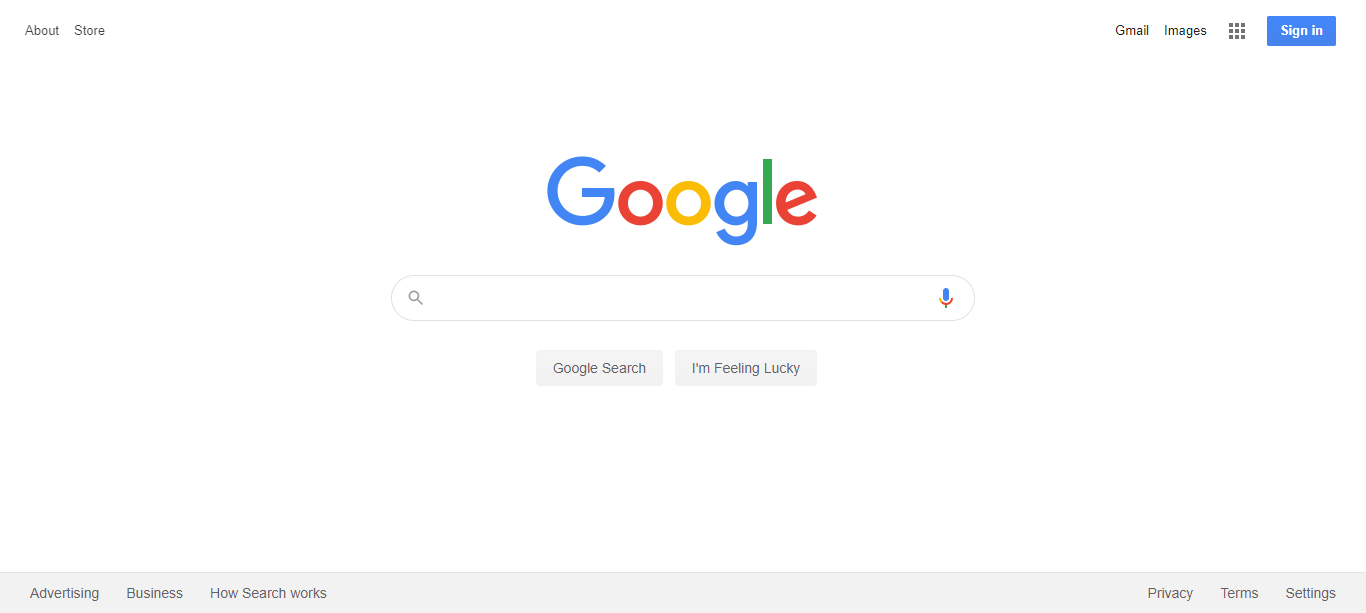 About Store Gmail Images Sign in
Google
Google Search I'm Feeling Lucky
Advertising Business How Search works Privacy Terms Settings